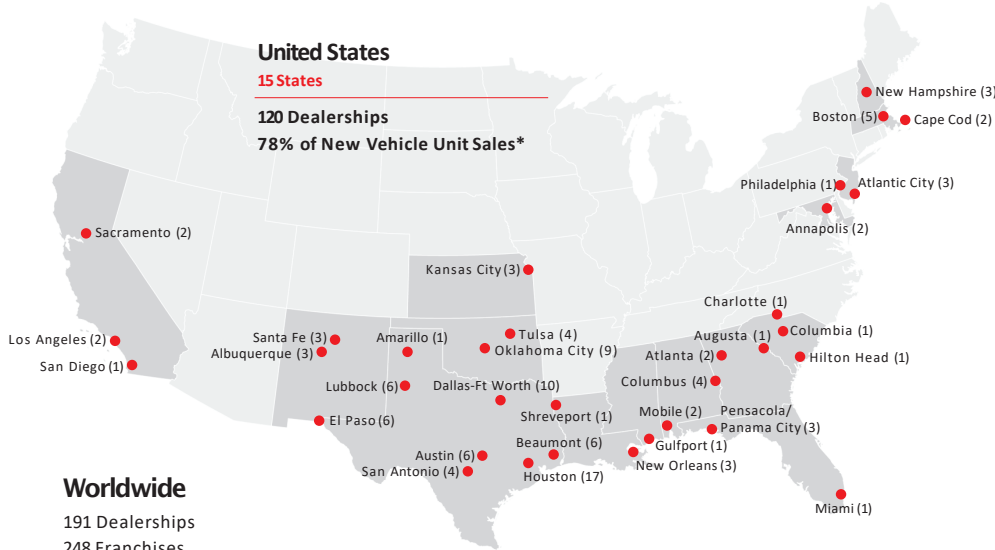 United States
15 States
120 Dealerships
78% of New Vehicle Unit Sales*
New Hampshire (3)
Boston (5)
Cape Cod (2)
Philadelphia (1)
Atlantic City (3)
Annapolis (2)
Sacramento (2)
Kansas City (3)
Charlotte (1)
Los Angeles (2)
Santa Fe (3)
Amarillo (1)
Tulsa (4)
Augusta (1)
Columbia (1)
Albuquerque (3)
Oklahoma City (9)
Atlanta (2)
Hilton Head (1)
San Diego (1)
Lubbock (6)
Dallas-Ft Worth (10)
Columbus (4)
El Paso (6)
Shreveport (1)
Mobile (2)
Pensacola/
Panama City (3)
Beaumont (6)
Gulfport (1)
Austin (6)
New Orleans (3)
San Antonio (4)
Houston (17)
Miami (1)
Worldwide
191 Dealerships
248 Franchises